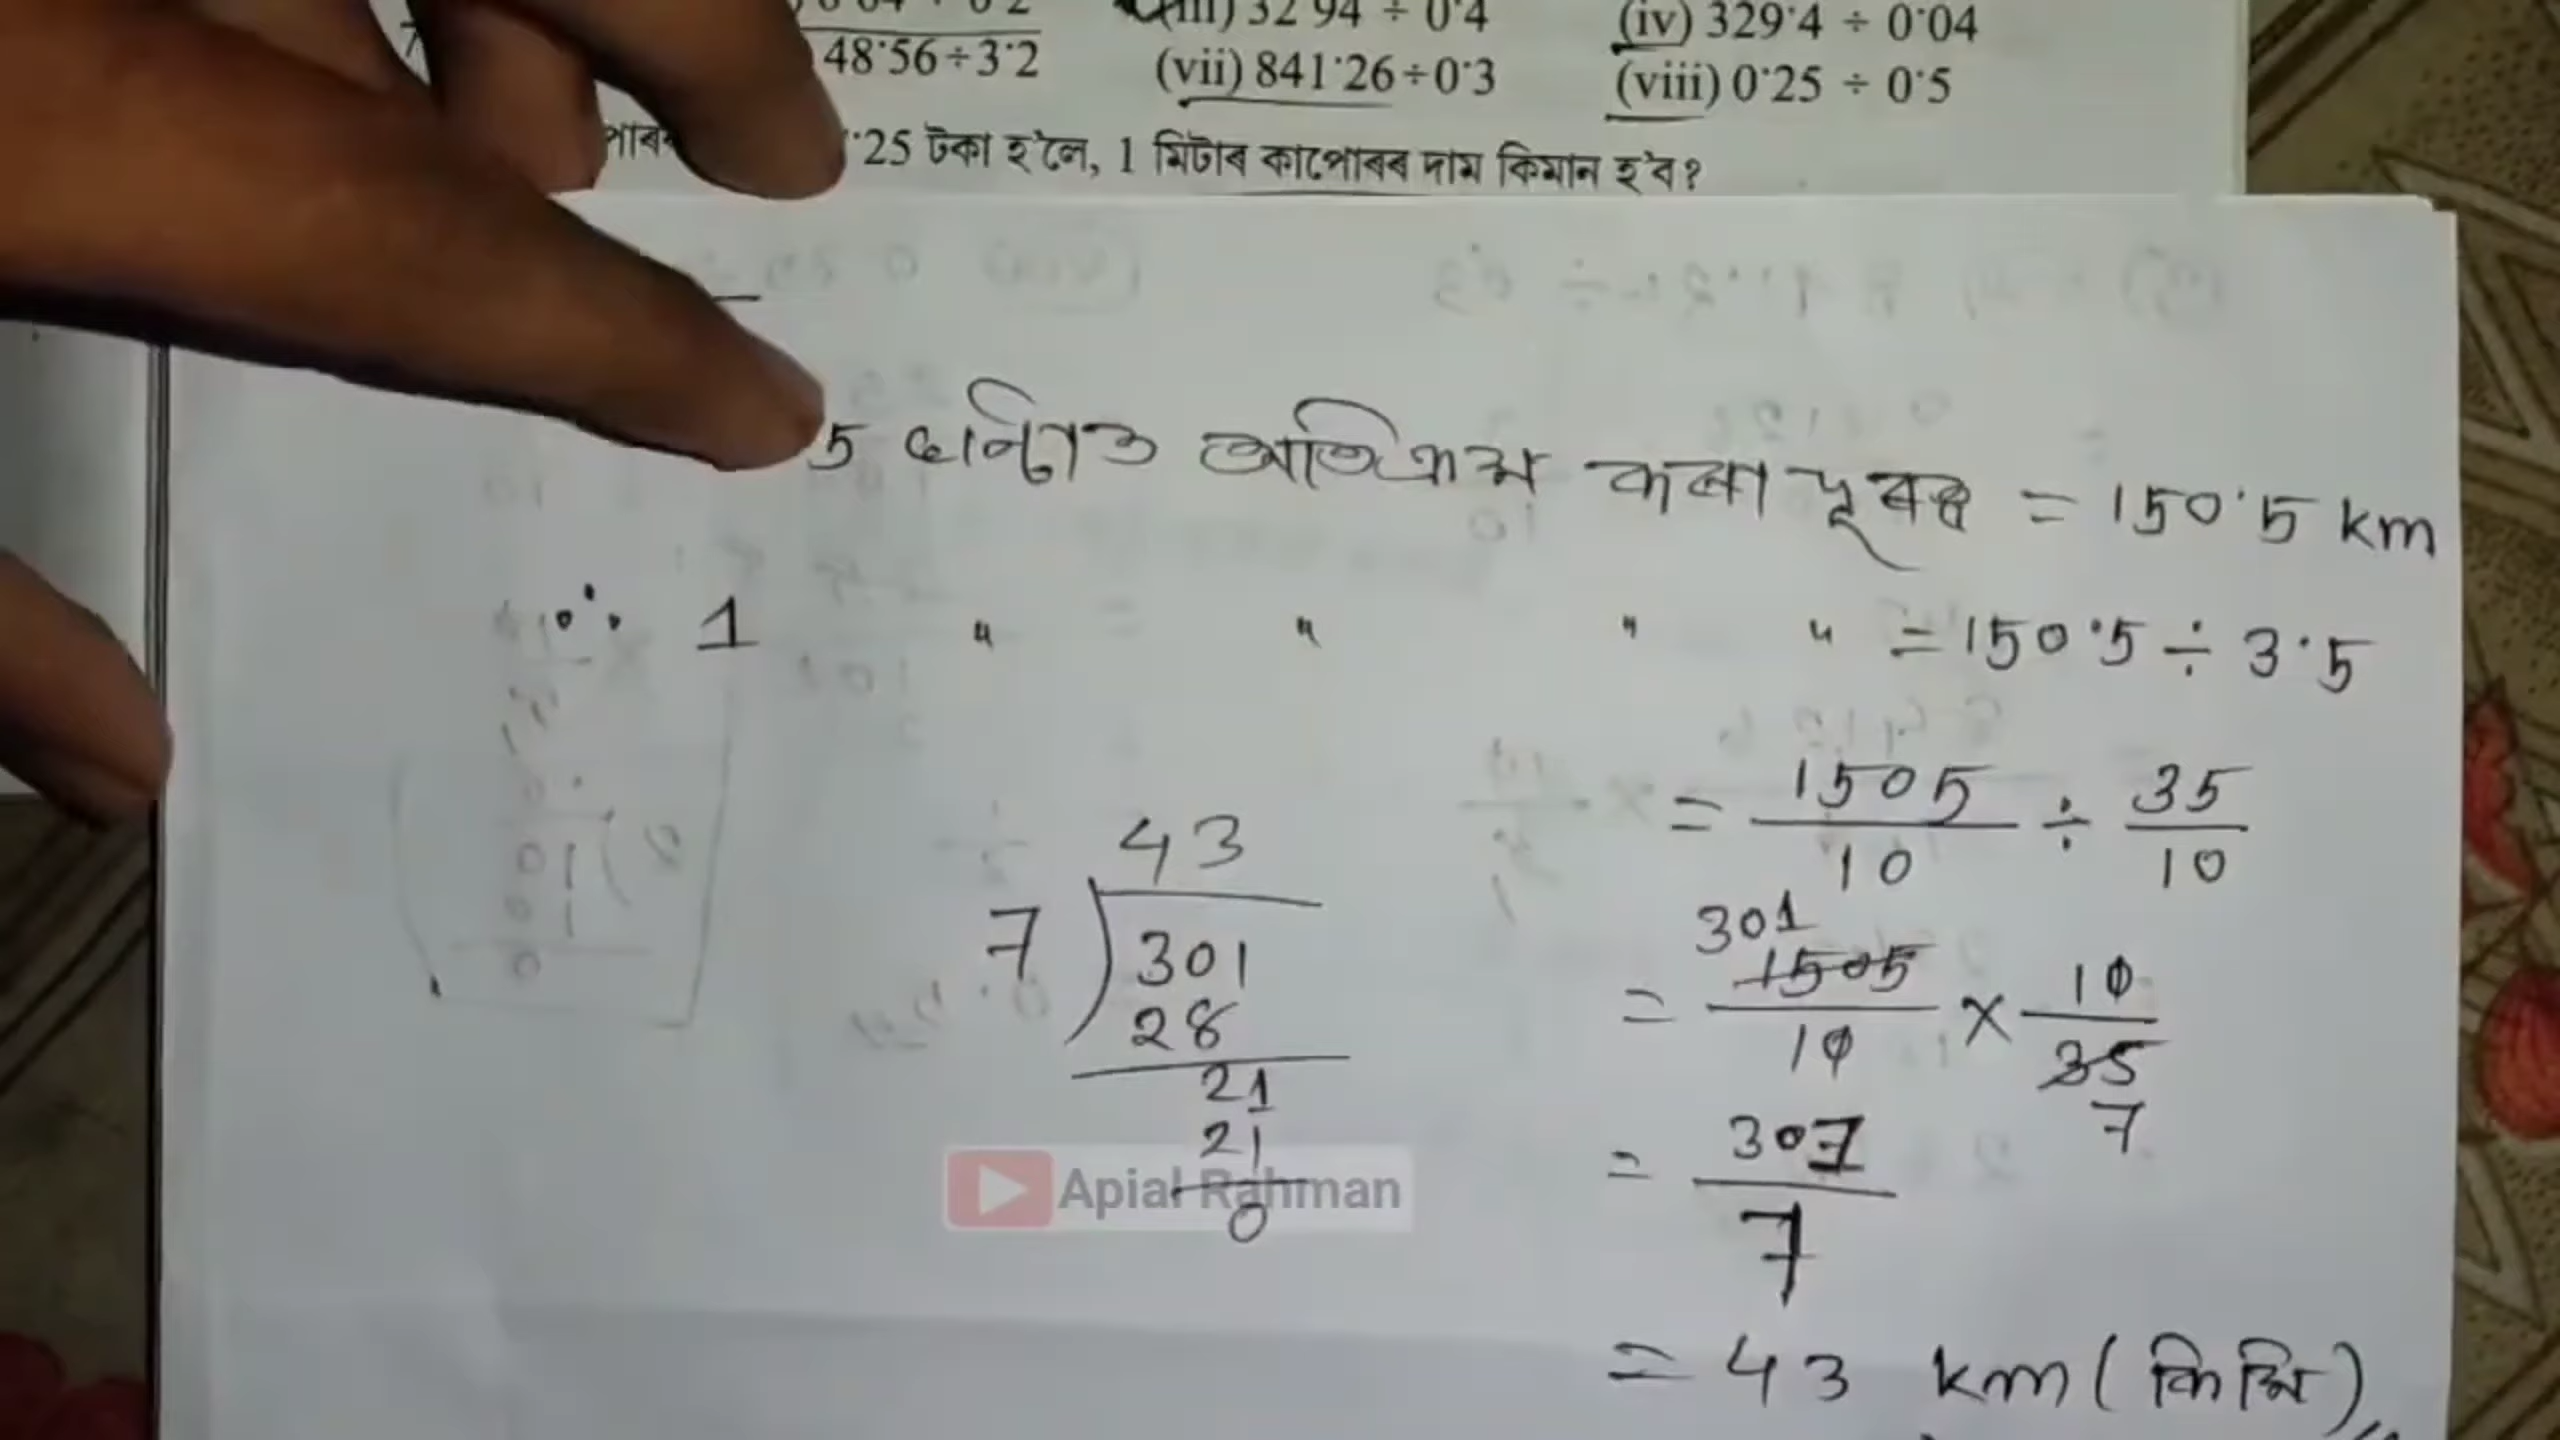 (iii) 32˙94 ÷ 0˙4 (iv) 329˙4 ÷ 0˙04
48˙56÷3˙2 (vii) 841˙26÷0˙3 (viii) 0˙25 ÷ 0˙5
˙25 টকা হ’লে, 1 মিটাৰ কাপোৰৰ দাম কিমান হ’ব?
5 ঘন্টাত অতিক্ৰম কৰা দূৰত্ব = 150˙5 km
∴ 1 " " " " = 150˙5 ÷ 3˙5
= 1505/10 ÷ 35/10
43
301
7 ) 301 = 1505/10 × 10/35
28
7
21
21 = 301/7
Apial Rahman
0
= 43 km (কিমি)